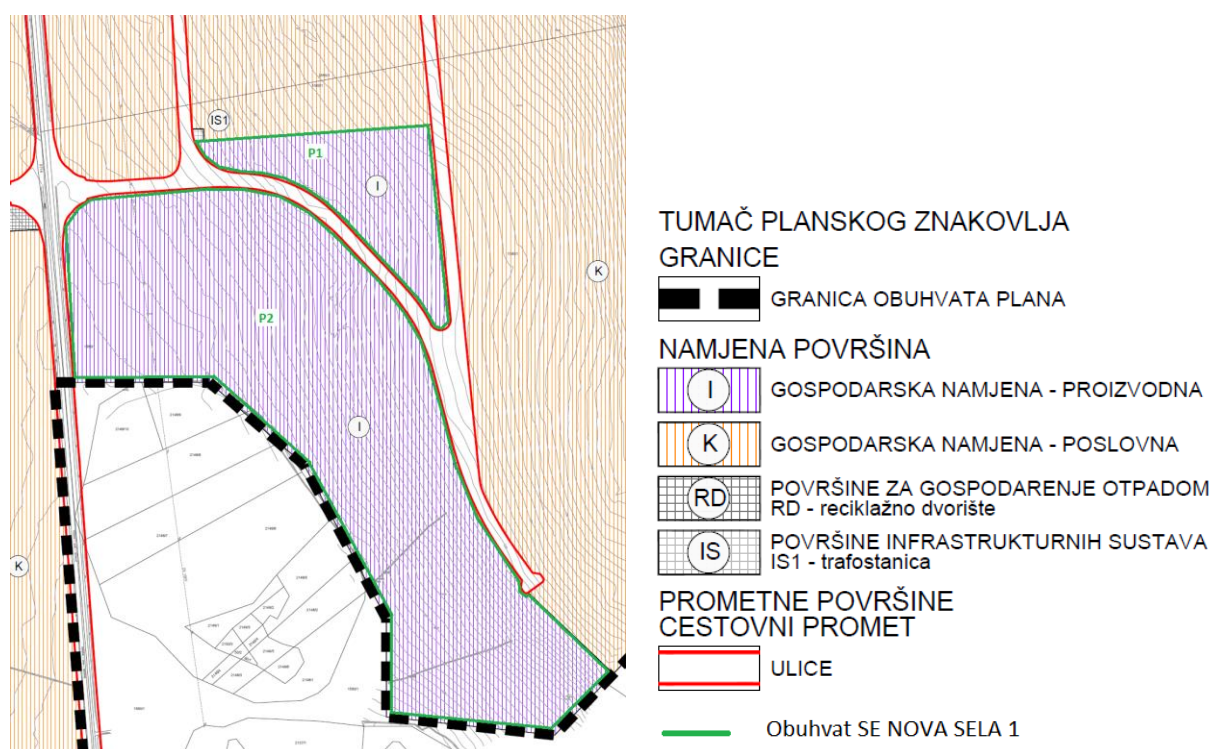 IS1
P1
I
K
P2
I
K
TUMAČ PLANSKOG ZNAKOVLJA
GRANICE
GRANICA OBUHVATA PLANA
NAMJENA POVRŠINA
I GOSPODARSKA NAMJENA - PROIZVODNA
K GOSPODARSKA NAMJENA - POSLOVNA
RD POVRŠINE ZA GOSPODARENJE OTPADOM
RD - reciklažno dvorište
IS POVRŠINE INFRASTRUKTURNIH SUSTAVA
IS1 - trafostanica
PROMETNE POVRŠINE
CESTOVNI PROMET
ULICE
Obuhvat SE NOVA SELA 1